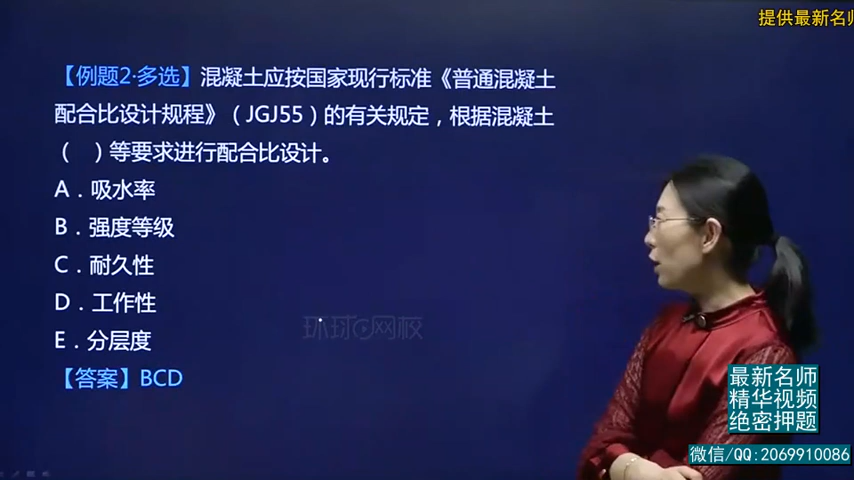 提供最新名师
【例题2·多选】混凝土应按国家现行标准《普通混凝土
配合比设计规程》（JGJ55）的有关规定，根据混凝土
（　）等要求进行配合比设计。
A．吸水率
B．强度等级
C．耐久性
D．工作性
E．分层度
【答案】BCD
环球网校
最新名师
精华视频
绝密押题
微信/QQ:2069910086